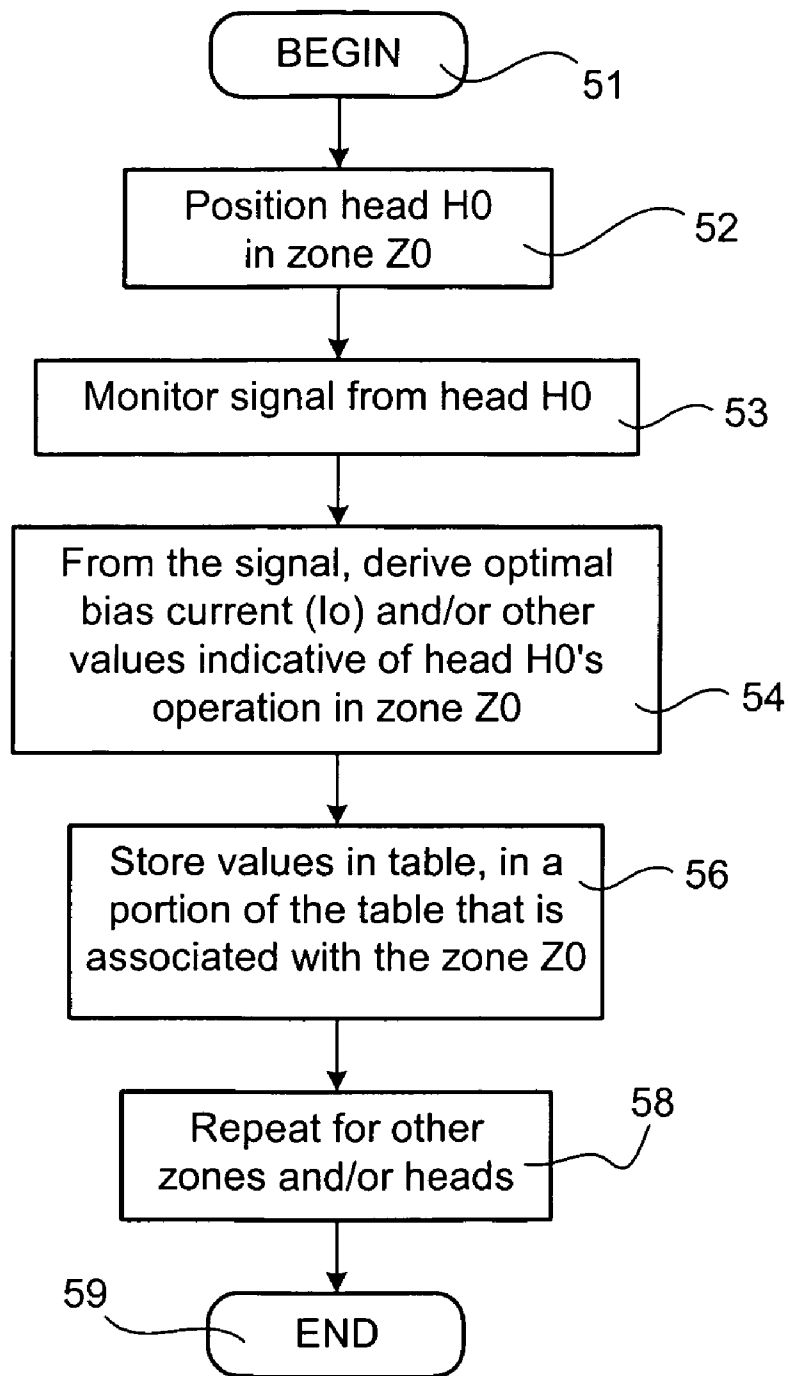 BEGIN
51
Position head H0
in zone Z0
52
Monitor signal from head H0
53
From the signal, derive optimal
bias current (Io) and/or other
values indicative of head H0's
operation in zone Z0
54
Store values in table, in a
portion of the table that is
associated with the zone Z0
56
Repeat for other
zones and/or heads
58
59
END